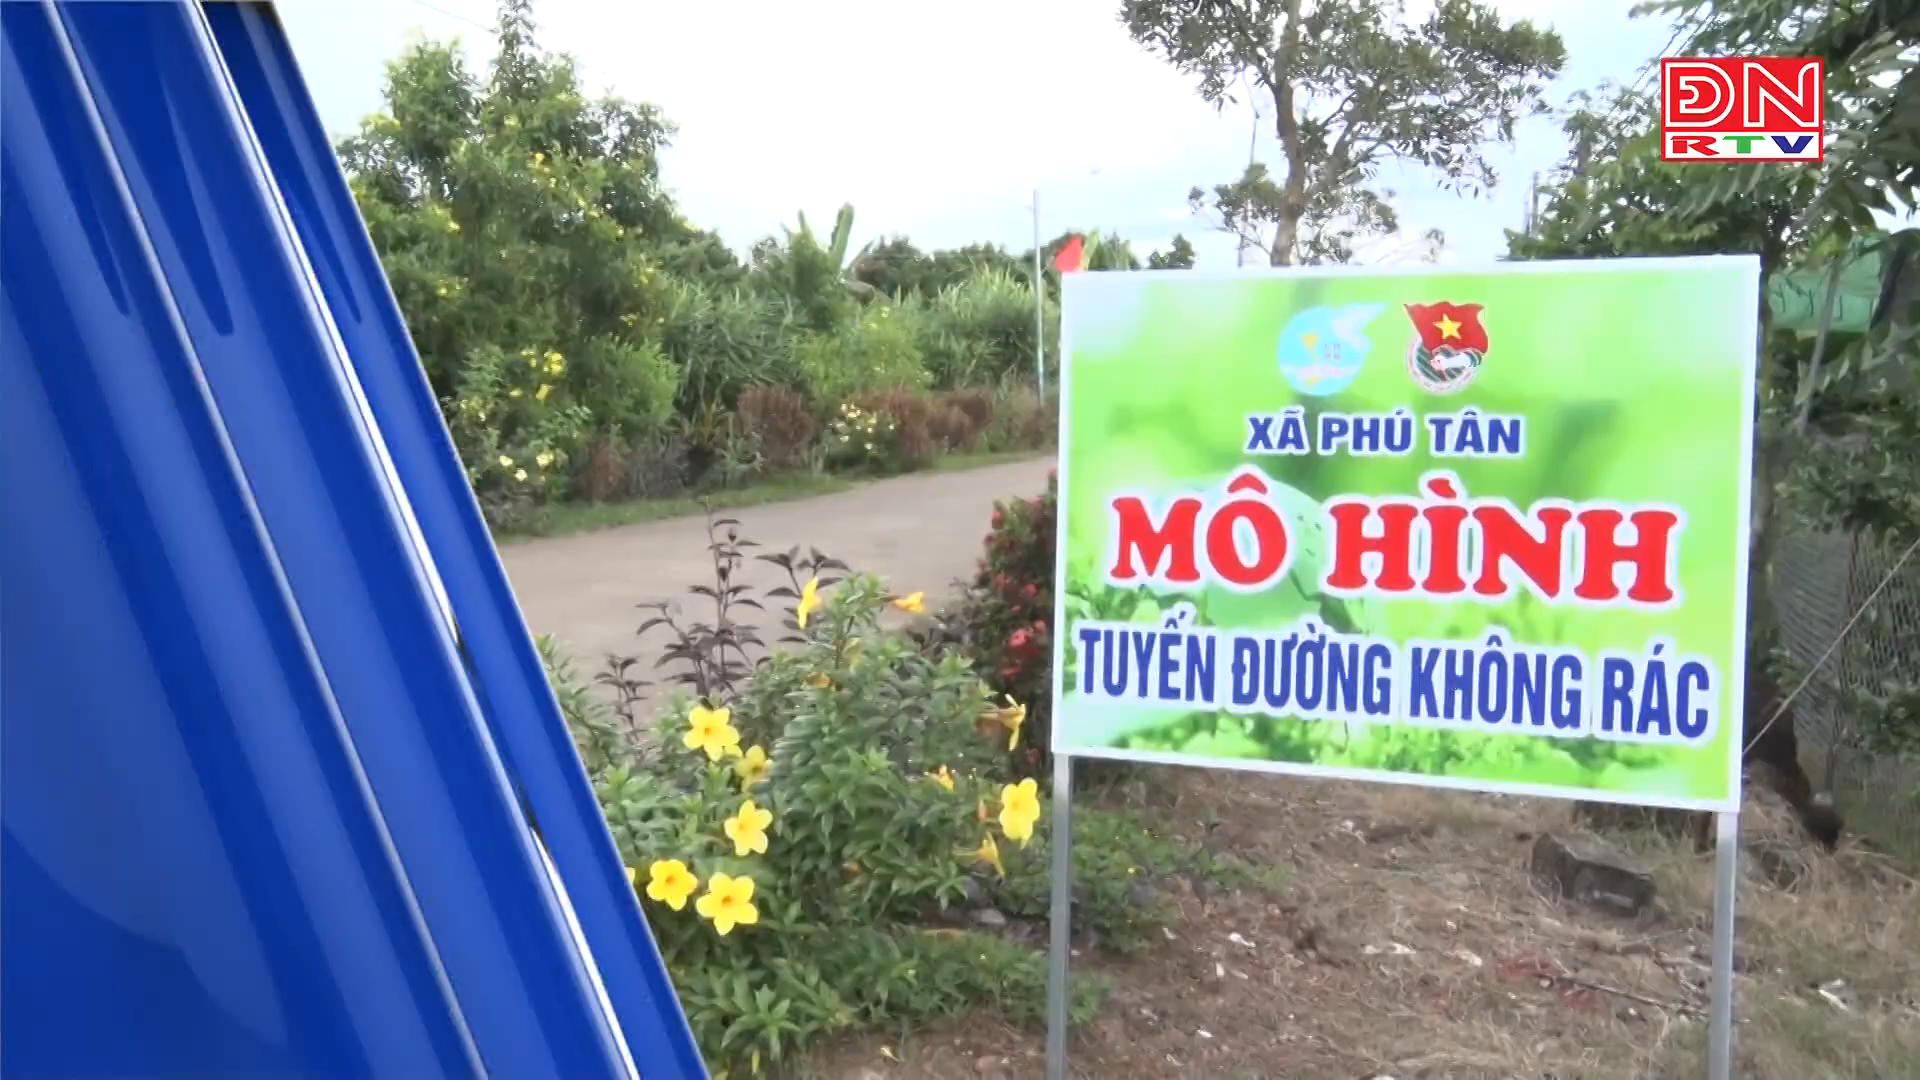 ĐN
RTV
XÃ PHÚ TÂN
MÔ HÌNH
TUYẾN ĐƯỜNG KHÔNG RÁC